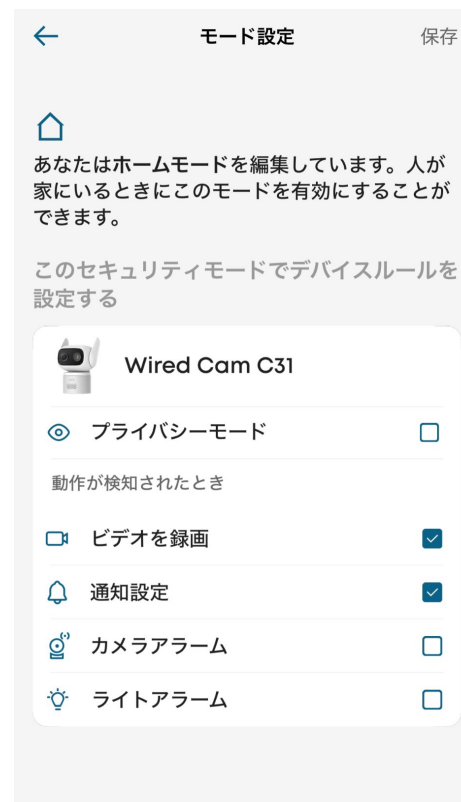 モード設定
保存
あなたはホームモードを編集しています。人が
家にいるときにこのモードを有効にすることが
できます。
このセキュリティモードでデバイスルールを
設定する
Wired Cam C31
プライバシーモード
動作が検知されたとき
ビデオを録画
通知設定
カメラアラーム
ライトアラーム